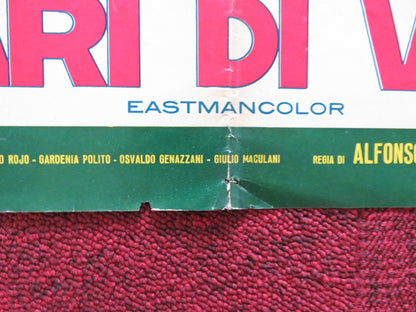 ARI DI V
EASTMANCOLOR
O ROJO - GARDENIA POLITO - OSVALDO GENAZZANI - GIULIO MACULANI REGIA DI ALFONSO